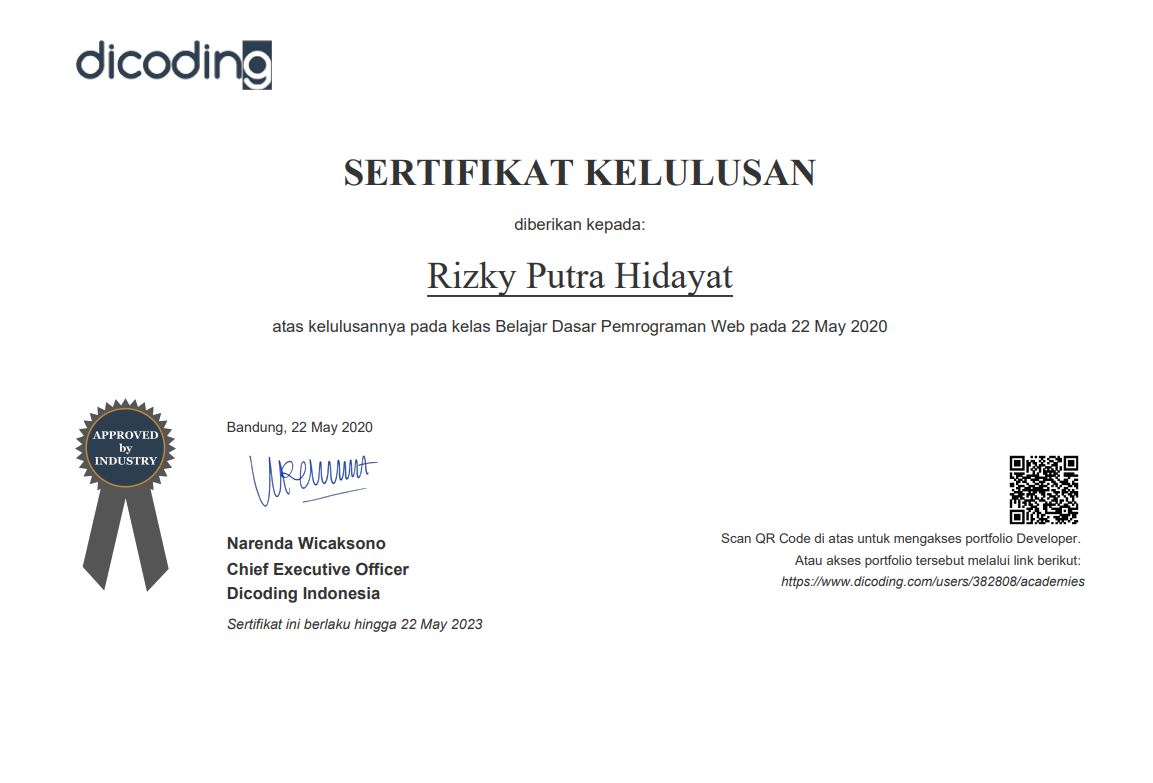 dicoding
SERTIFIKAT KELULUSAN
diberikan kepada:
Rizky Putra Hidayat
atas kelulusannya pada kelas Belajar Dasar Pemrograman Web pada 22 May 2020
APPROVED
by
INDUSTRY
Bandung, 22 May 2020
Narenda Wicaksono
Chief Executive Officer
Dicoding Indonesia
Sertifikat ini berlaku hingga 22 May 2023
Scan QR Code di atas untuk mengakses portfolio Developer.
Atau akses portfolio tersebut melalui link berikut:
https://www.dicoding.com/users/382808/academies